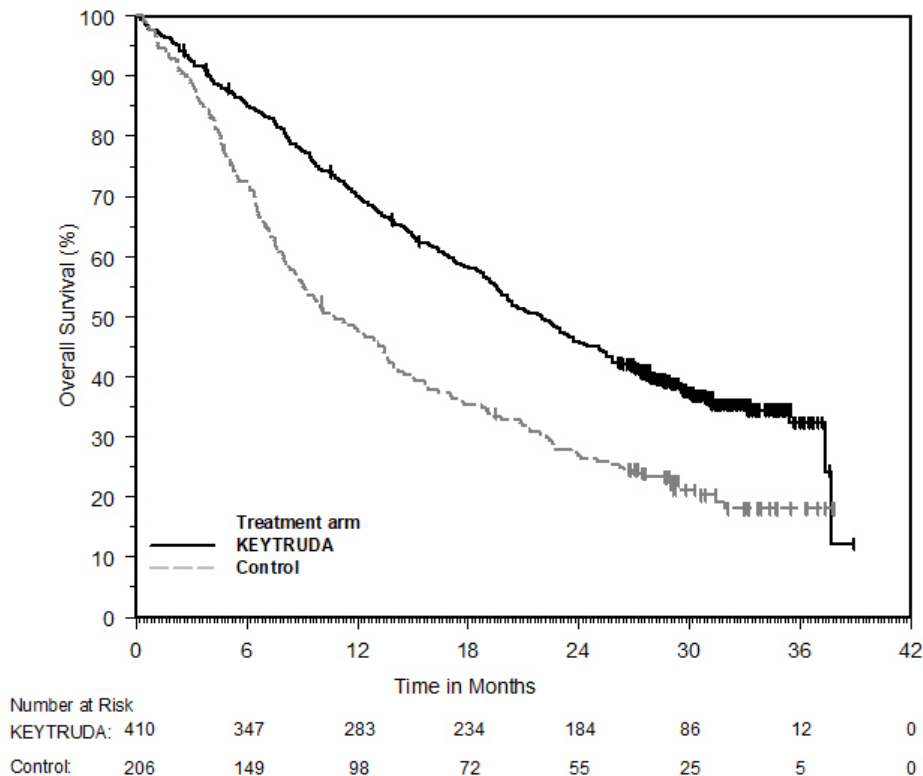 100
90
80
70
60
50
40
30
20
10
0
Overall Survival (%)
Treatment arm
KEYTRUDA
Control
0 6 12 18 24 30 36 42
Time in Months
Number at Risk
KEYTRUDA: 410 347 283 234 184 86 12 0
Control: 206 149 98 72 55 25 5 0